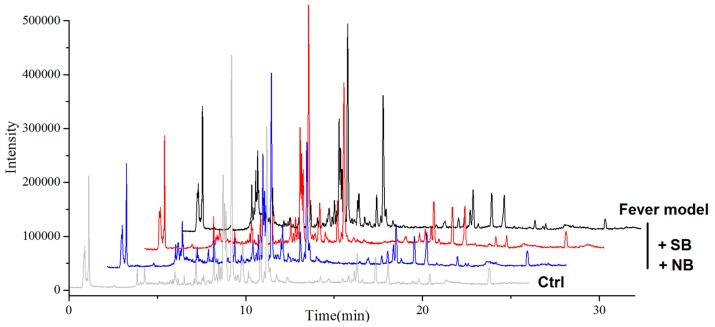 500000
400000
300000
200000
100000
0
Intensity
0 10 20 30
Time(min)
Fever model
+ SB
+ NB
Ctrl